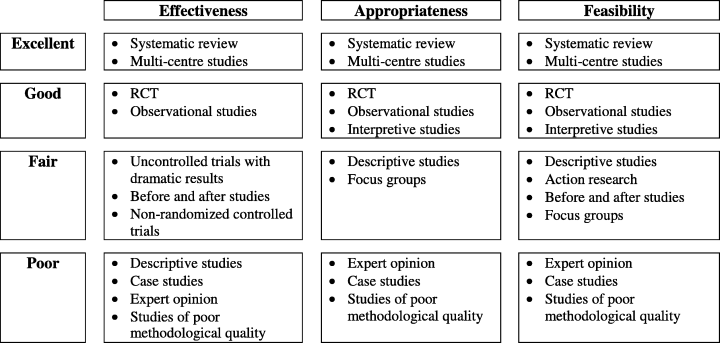 Effectiveness
Appropriateness
Feasibility
Excellent
• Systematic review
• Multi-centre studies
• Systematic review
• Multi-centre studies
• Systematic review
• Multi-centre studies
Good
• RCT
• Observational studies
• RCT
• Observational studies
• Interpretive studies
• RCT
• Observational studies
• Interpretive studies
Fair
• Uncontrolled trials with
dramatic results
• Before and after studies
• Non-randomized controlled
trials
• Descriptive studies
• Focus groups
• Descriptive studies
• Action research
• Before and after studies
• Focus groups
Poor
• Descriptive studies
• Case studies
• Expert opinion
• Studies of poor
methodological quality
• Expert opinion
• Case studies
• Studies of poor
methodological quality
• Expert opinion
• Case studies
• Studies of poor
methodological quality